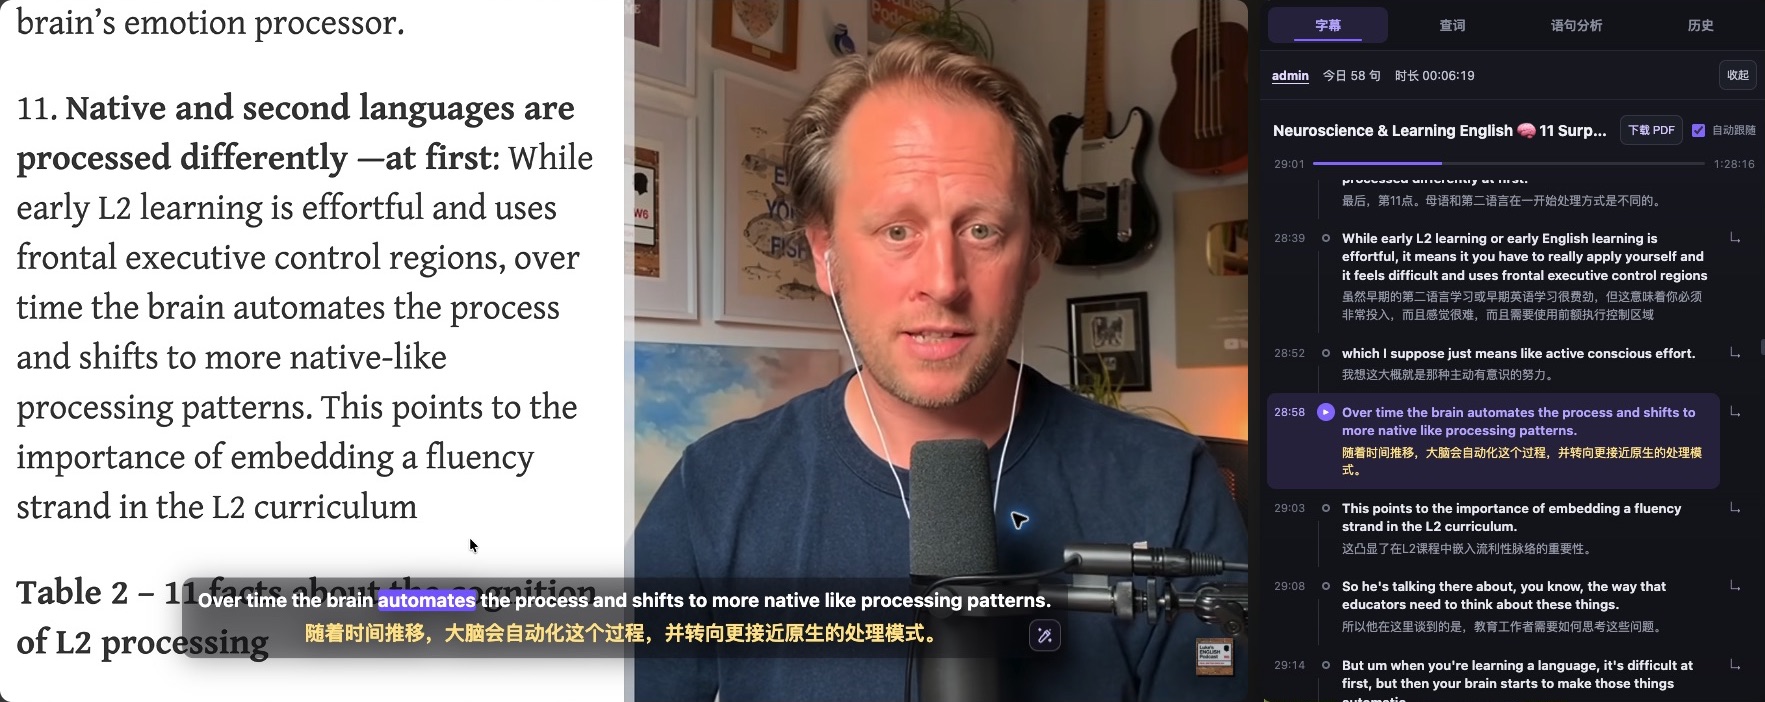 brain's emotion processor.
11. Native and second languages are
processed differently —at first: While
early L2 learning is effortful and uses
frontal executive control regions, over
time the brain automates the process
and shifts to more native-like
processing patterns. This points to the
importance of embedding a fluency
strand in the L2 curriculum
Table 2 – 11 facts about the cognition
of L2 processing
Over time the brain automates the process and shifts to more native like processing patterns.
随着时间推移，大脑会自动化这个过程，并转向更接近原生的处理模式。
Luke's
ENGLISH
Podcast
字幕 查词 语句分析 历史
admin 今日 58 句 时长 00:06:19 收起
Neuroscience & Learning English 🧠 11 Surp... 下载 PDF 自动跟随
29:01 1:28:16
processed differently at first.
最后，第11点。母语和第二语言在一开始处理方式是不同的。
28:39 While early L2 learning or early English learning is
effortful, it means it you have to really apply yourself and
it feels difficult and uses frontal executive control regions
虽然早期的第二语言学习或早期英语学习很费劲，但这意味着你必须
非常投入，而且感觉很难，而且需要使用前额执行控制区域
28:52 which I suppose just means like active conscious effort.
我想这大概就是那种主动有意识的努力。
28:58 Over time the brain automates the process and shifts to
more native like processing patterns.
随着时间推移，大脑会自动化这个过程，并转向更接近原生的处理模
式。
29:03 This points to the importance of embedding a fluency
strand in the L2 curriculum.
这凸显了在L2课程中嵌入流利性脉络的重要性。
29:08 So he's talking there about, you know, the way that
educators need to think about these things.
所以他在这里谈到的是，教育工作者需要如何思考这些问题。
29:14 But um when you're learning a language, it's difficult at
first, but then your brain starts to make those things
automatic